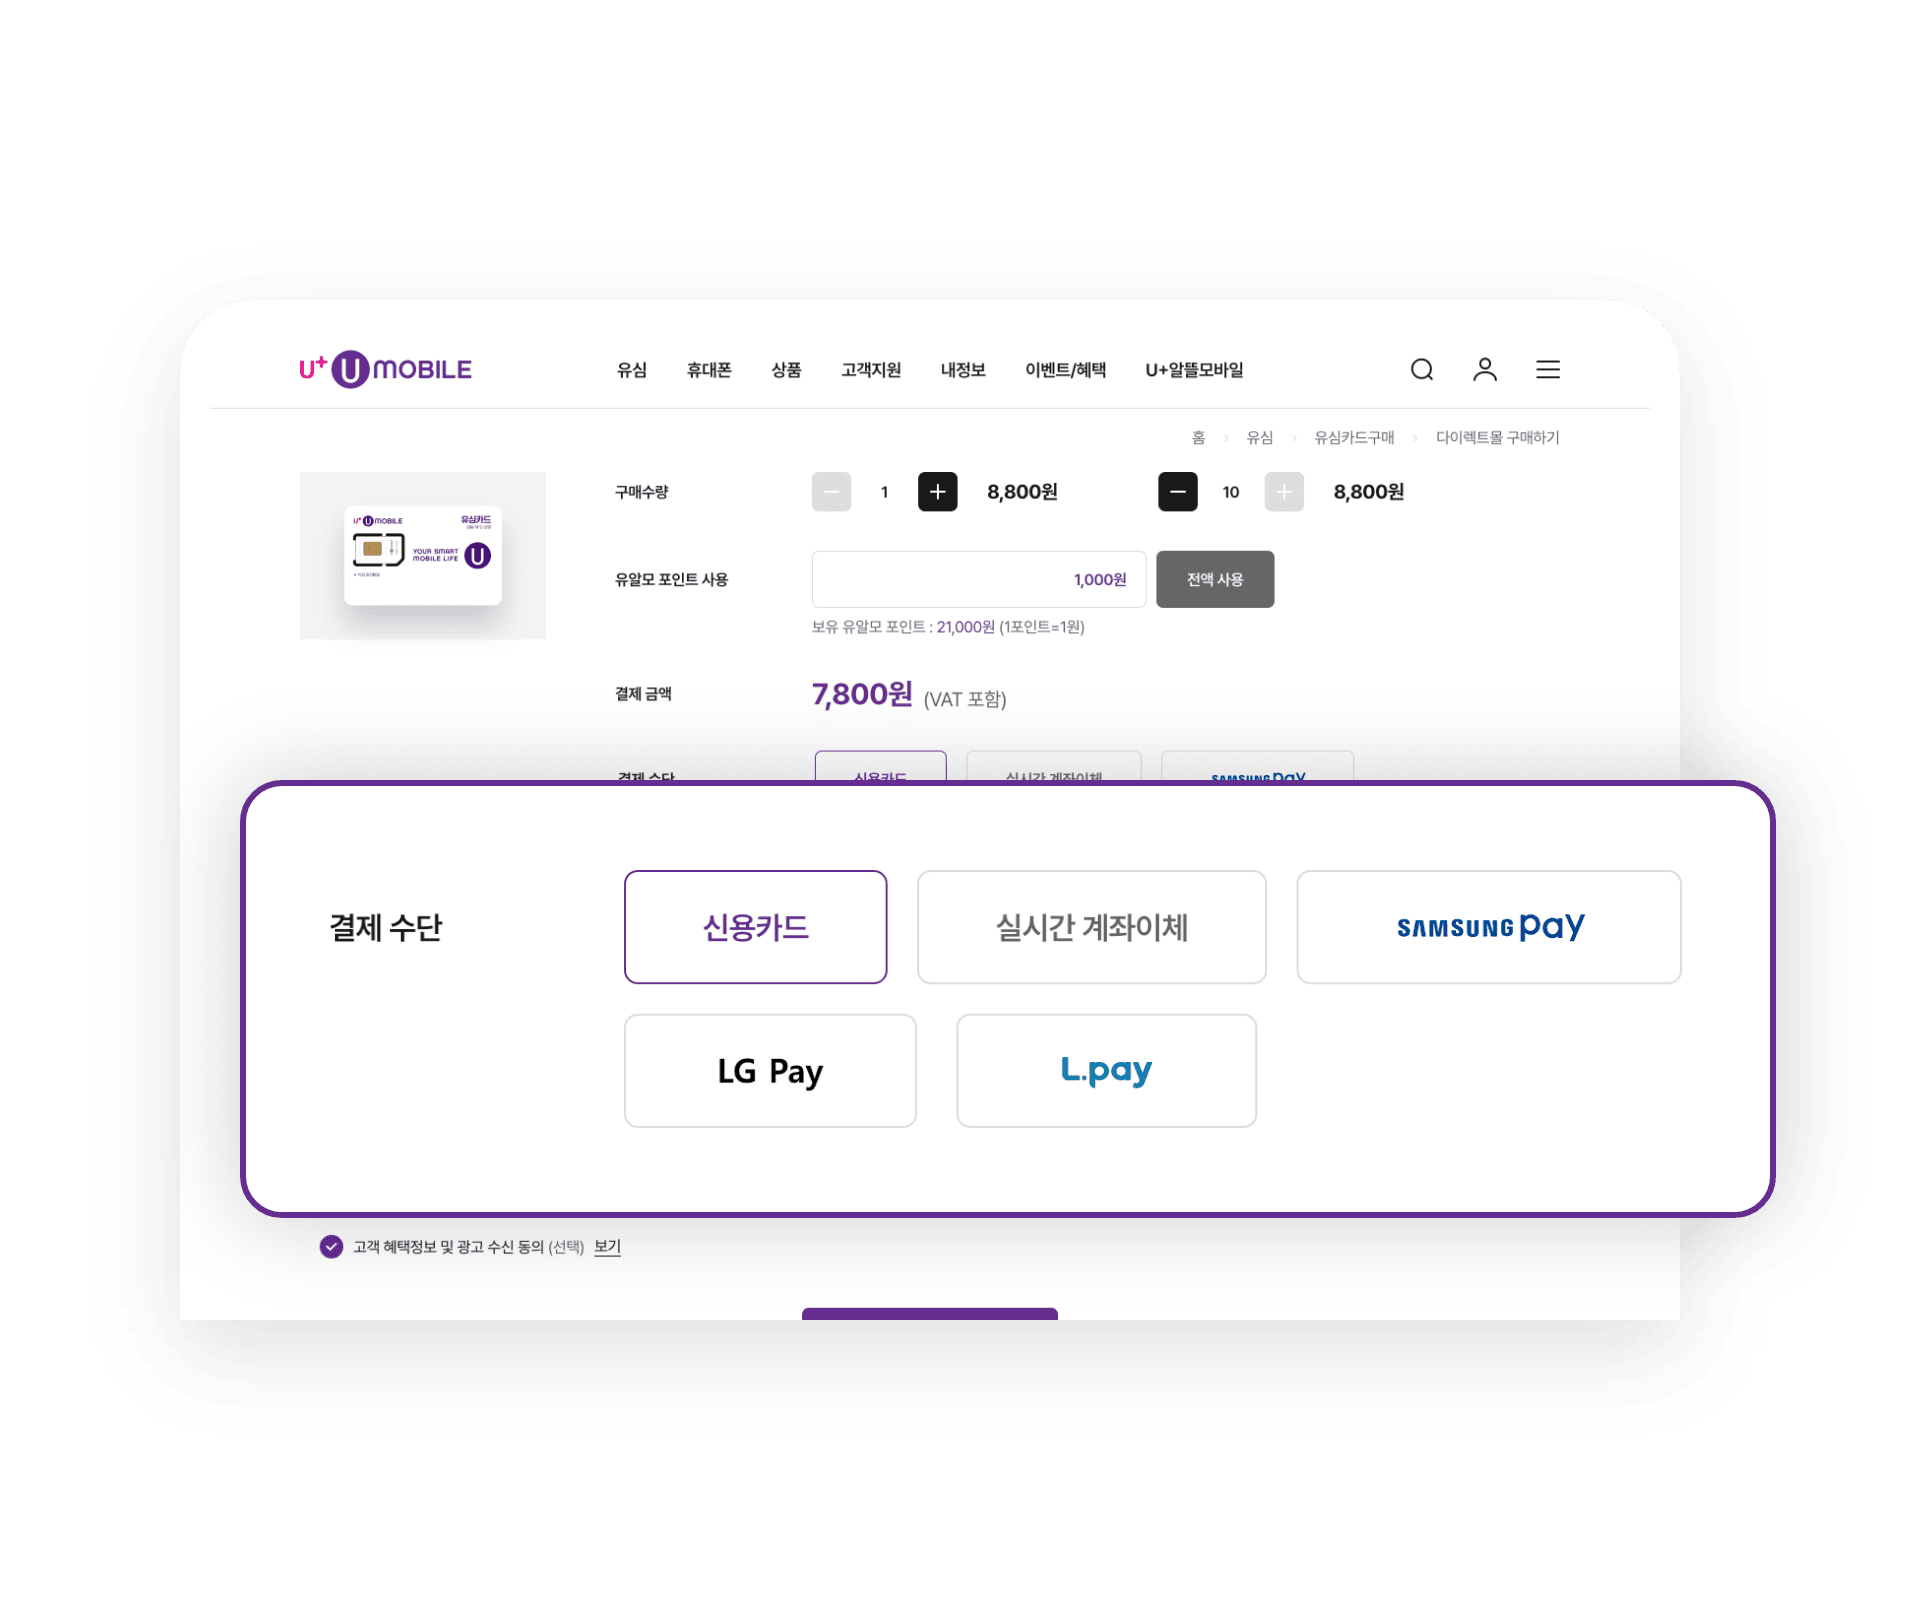 U+ U MOBILE 유심 휴대폰 상품 고객지원 내정보 이벤트/혜택 U+알뜰모바일
홈 > 유심 > 유심카드구매 > 다이렉트몰 구매하기
U+ U MOBILE 유심카드
YOUR SMART
MOBILE LIFE U
구매수량 − 1 + 8,800원 − 10 + 8,800원
유알모 포인트 사용 1,000원 전액 사용
보유 유알모 포인트 : 21,000원 (1포인트=1원)
결제 금액 7,800원 (VAT 포함)
결제 수단 신용카드 실시간 계좌이체 SAMSUNG pay
결제 수단 신용카드 실시간 계좌이체 SAMSUNG pay
LG Pay L.pay
고객 혜택정보 및 광고 수신 동의 (선택) 보기